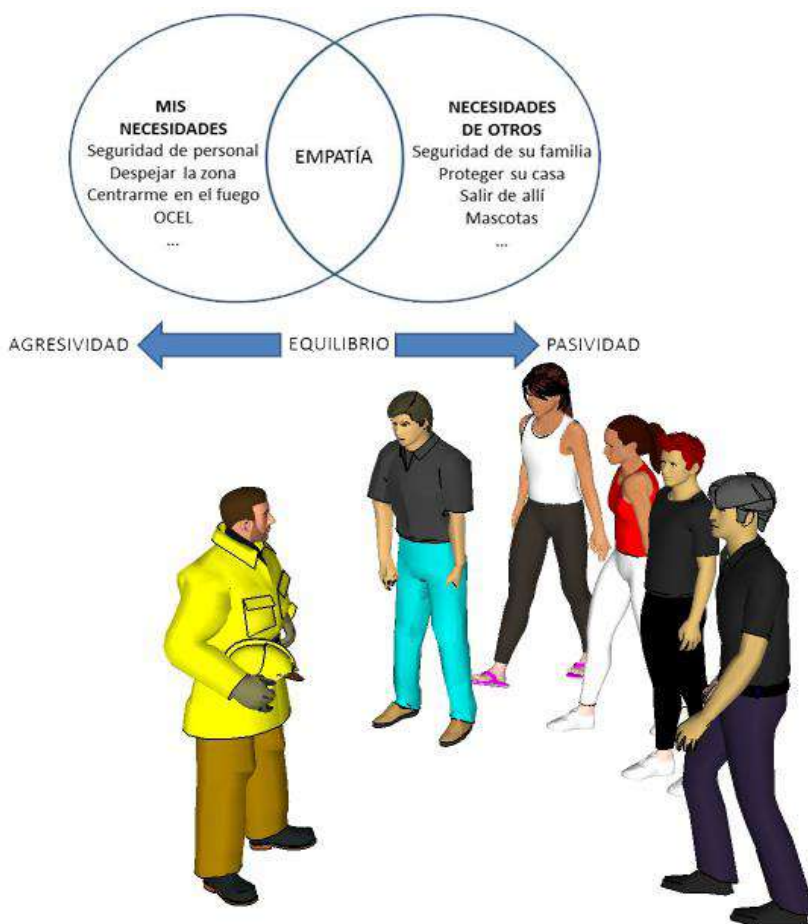 MIS
NECESIDADES
Seguridad de personal
Despejar la zona
Centrarme en el fuego
OCEL
...
EMPATÍA
NECESIDADES
DE OTROS
Seguridad de su familia
Proteger su casa
Salir de allí
Mascotas
...
AGRESIVIDAD
EQUILIBRIO
PASIVIDAD